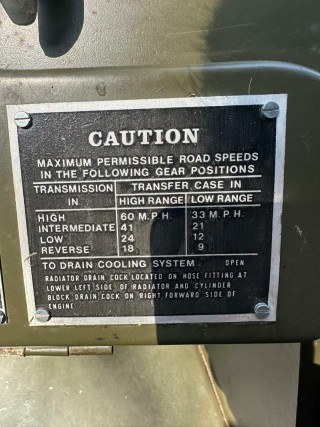 CAUTION
MAXIMUM PERMISSIBLE ROAD SPEEDS
IN THE FOLLOWING GEAR POSITIONS
TRANSMISSION TRANSFER CASE IN
IN HIGH RANGE LOW RANGE
HIGH 60 M.P.H. 33 M.P.H.
INTERMEDIATE 41 21
LOW 24 12
REVERSE 18 9
TO DRAIN COOLING SYSTEM OPEN
RADIATOR DRAIN COCK LOCATED ON HOSE FITTING AT
LOWER LEFT SIDE OF RADIATOR AND CYLINDER
BLOCK DRAIN COCK ON RIGHT FORWARD SIDE OF
ENGINE